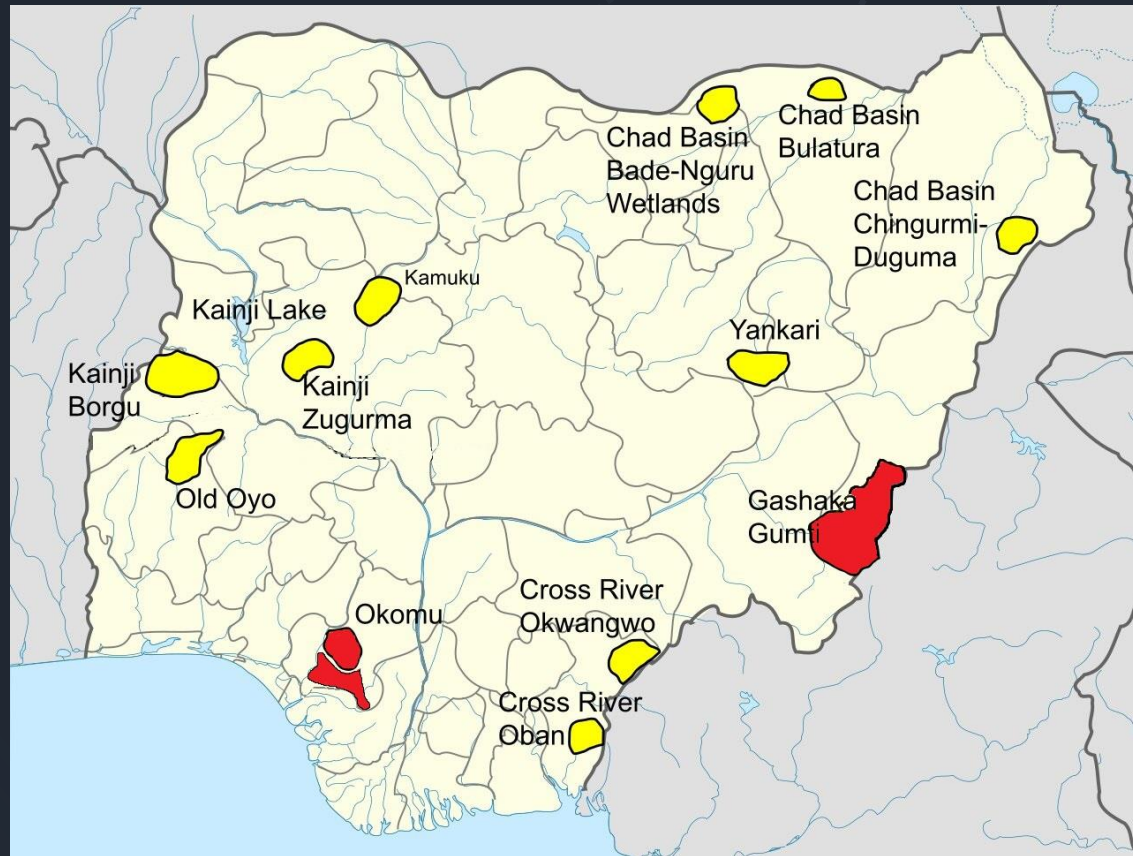 Chad Basin
Bade-Nguru
Wetlands
Chad Basin
Bulatura
Chad Basin
Chingurmi-
Duguma
Kamuku
Kainji Lake
Yankari
Kainji
Borgu
Kainji
Zugurma
Old Oyo
Gashaka
Gumti
Okomu
Cross River
Okwangwo
Cross River
Oban